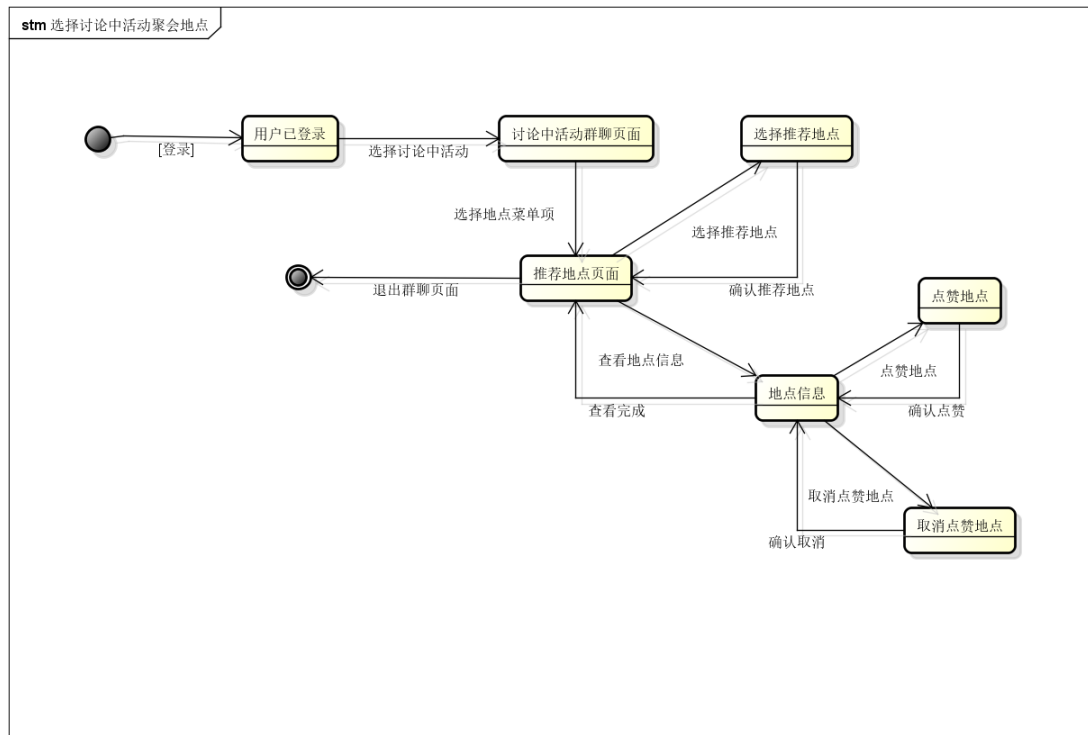 stm 选择讨论中活动聚会地点
用户已登录
讨论中活动群聊页面
选择推荐地点
[登录]
选择讨论中活动
选择地点菜单项
选择推荐地点
推荐地点页面
退出群聊页面
确认推荐地点
点赞地点
查看地点信息
点赞地点
地点信息
查看完成
确认点赞
取消点赞地点
取消点赞地点
确认取消